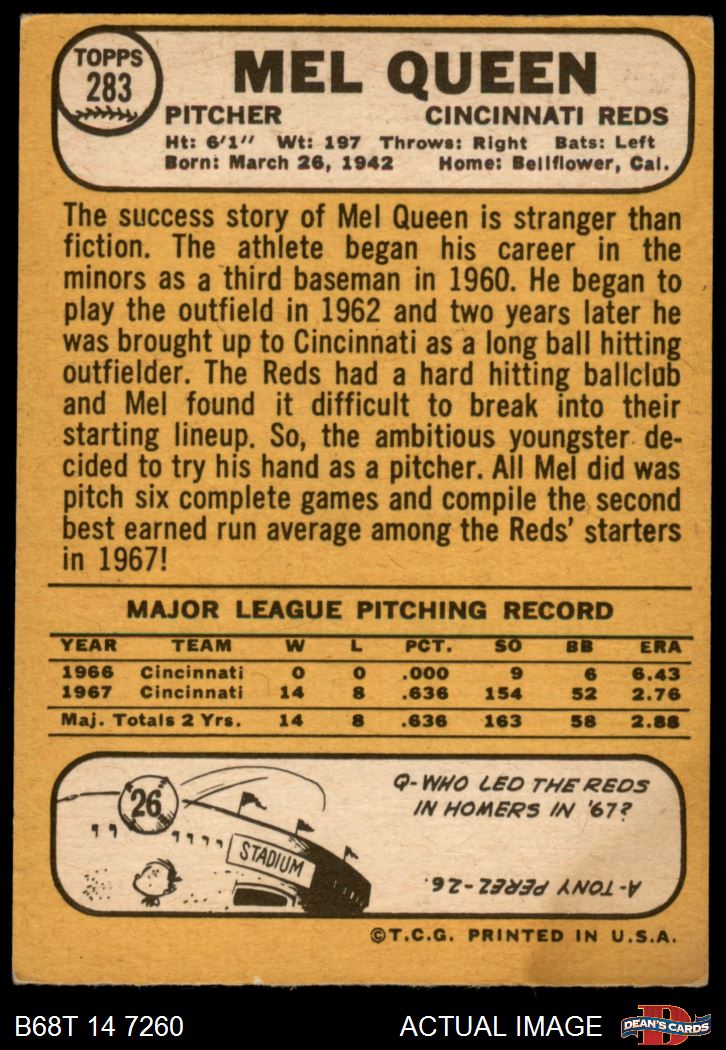 TOPPS
283
MEL QUEEN
PITCHER CINCINNATI REDS
Ht: 6'1" Wt: 197 Throws: Right Bats: Left
Born: March 26, 1942 Home: Bellflower, Cal.
The success story of Mel Queen is stranger than
fiction. The athlete began his career in the
minors as a third baseman in 1960. He began to
play the outfield in 1962 and two years later he
was brought up to Cincinnati as a long ball hitting
outfielder. The Reds had a hard hitting ballclub
and Mel found it difficult to break into their
starting lineup. So, the ambitious youngster de-
cided to try his hand as a pitcher. All Mel did was
pitch six complete games and compile the second
best earned run average among the Reds' starters
in 1967!
MAJOR LEAGUE PITCHING RECORD
YEAR TEAM W L PCT. SO BB ERA
1966 Cincinnati 0 0 .000 9 6 6.43
1967 Cincinnati 14 8 .636 154 52 2.76
Maj. Totals 2 Yrs. 14 8 .636 163 58 2.88
26
STADIUM
Q-WHO LED THE REDS
IN HOMERS IN '67?
A-TONY PEREZ-26.
©T.C.G. PRINTED IN U.S.A.
B68T 14 7260 ACTUAL IMAGE
D
DEAN'S CARDS